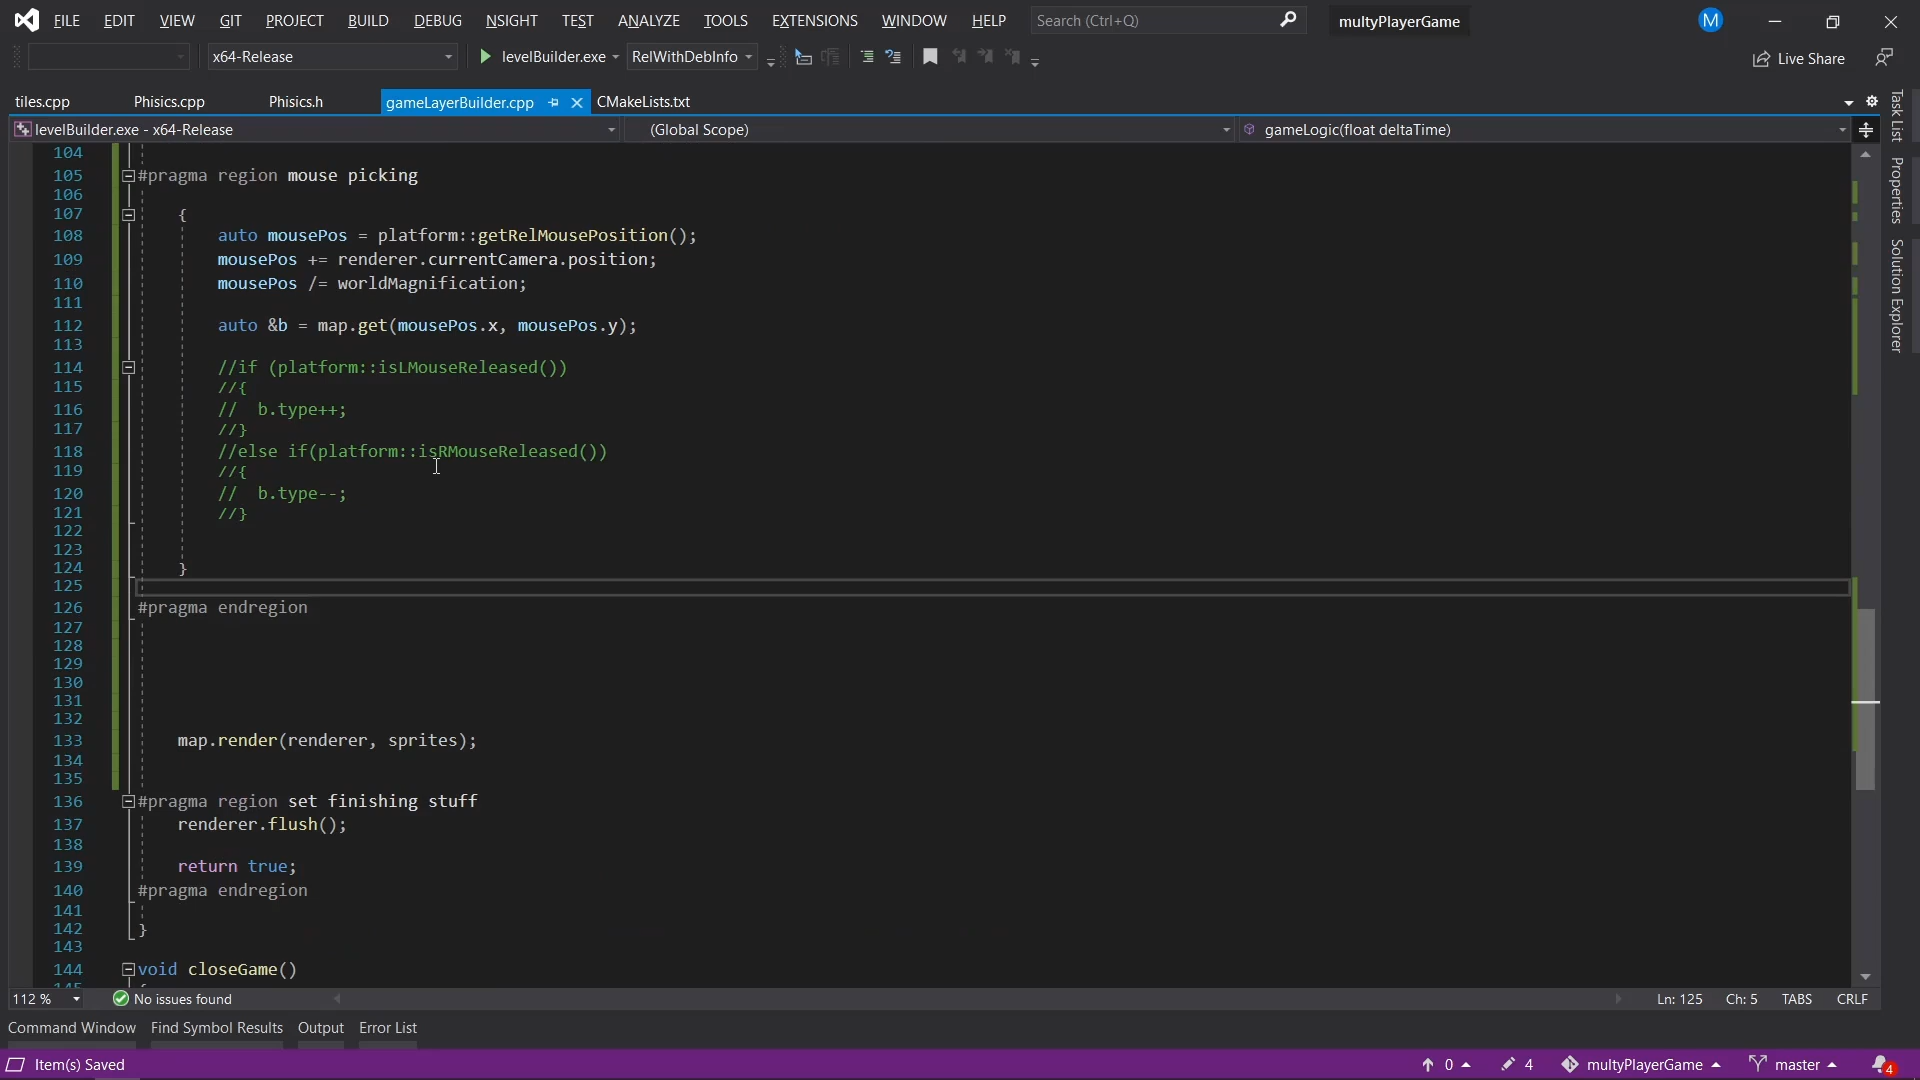 FILE EDIT VIEW GIT PROJECT BUILD DEBUG NSIGHT TEST ANALYZE TOOLS EXTENSIONS WINDOW HELP Search (Ctrl+Q) multyPlayerGame M
x64-Release levelBuilder.exe RelWithDebInfo Live Share
tiles.cpp Phisics.cpp Phisics.h gameLayerBuilder.cpp CMakeLists.txt
levelBuilder.exe - x64-Release (Global Scope) gameLogic(float deltaTime)
Task List
Properties
Solution Explorer
104
105 #pragma region mouse picking
106
107 {
108 auto mousePos = platform::getRelMousePosition();
109 mousePos += renderer.currentCamera.position;
110 mousePos /= worldMagnification;
111
112 auto &b = map.get(mousePos.x, mousePos.y);
113
114 //if (platform::isLMouseReleased())
115 //{
116 // b.type++;
117 //}
118 //else if(platform::isRMouseReleased())
119 //{
120 // b.type--;
121 //}
122
123
124 }
125
126 #pragma endregion
127
128
129
130
131
132
133 map.render(renderer, sprites);
134
135
136 #pragma region set finishing stuff
137 renderer.flush();
138
139 return true;
140 #pragma endregion
141
142 }
143
144 void closeGame()
145 {
112 % No issues found Ln: 125 Ch: 5 TABS CRLF
Command Window Find Symbol Results Output Error List
Item(s) Saved 0 4 multyPlayerGame master 4